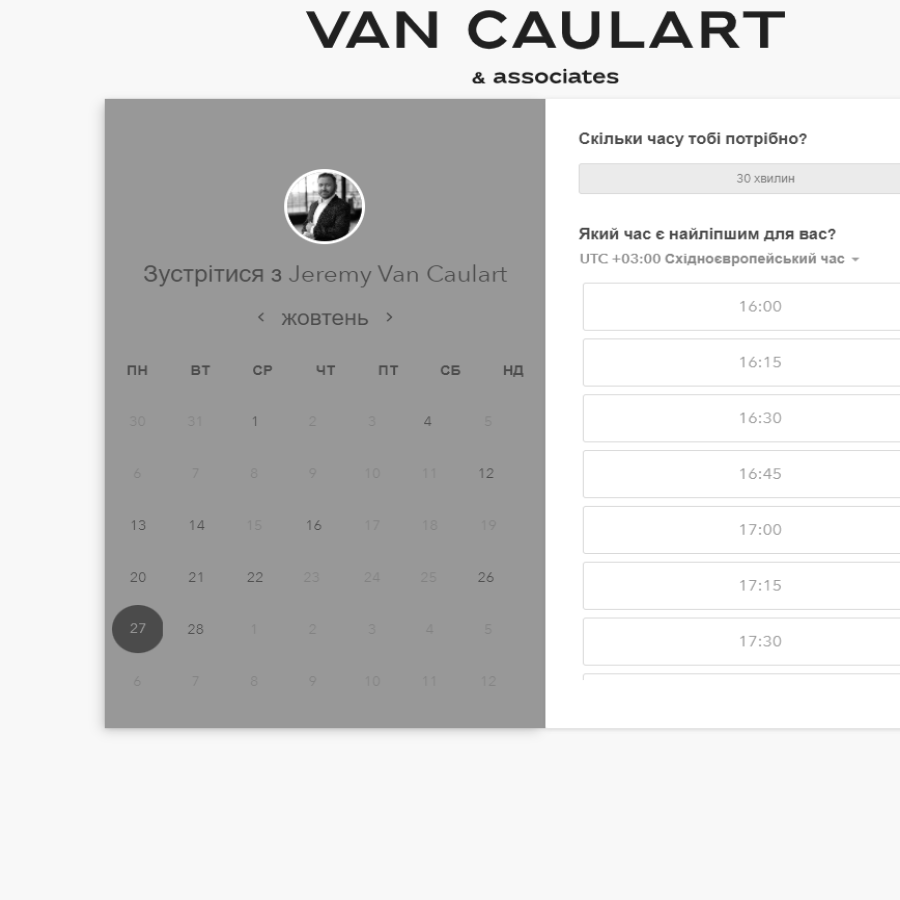 VAN CAULART
& associates
Зустрітися з Jeremy Van Caulart
жовтень
ПН ВТ СР ЧТ ПТ СБ НД
30 31 1 2 3 4 5
6 7 8 9 10 11 12
13 14 15 16 17 18 19
20 21 22 23 24 25 26
27 28 1 2 3 4 5
6 7 8 9 10 11 12
Скільки часу тобі потрібно?
30 хвилин
Який час є найліпшим для вас?
UTC +03:00 Східноєвропейський час
16:00
16:15
16:30
16:45
17:00
17:15
17:30